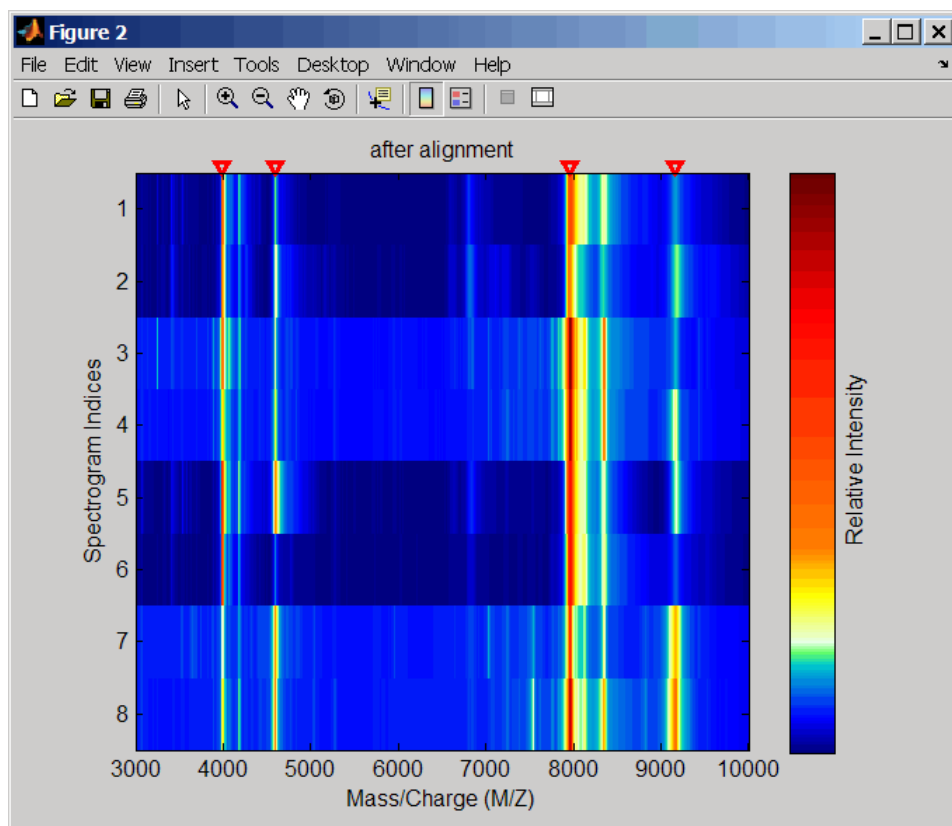 Figure 2
File Edit View Insert Tools Desktop Window Help
after alignment
Spectrogram Indices
1
2
3
4
5
6
7
8
3000 4000 5000 6000 7000 8000 9000 10000
Mass/Charge (M/Z)
Relative Intensity